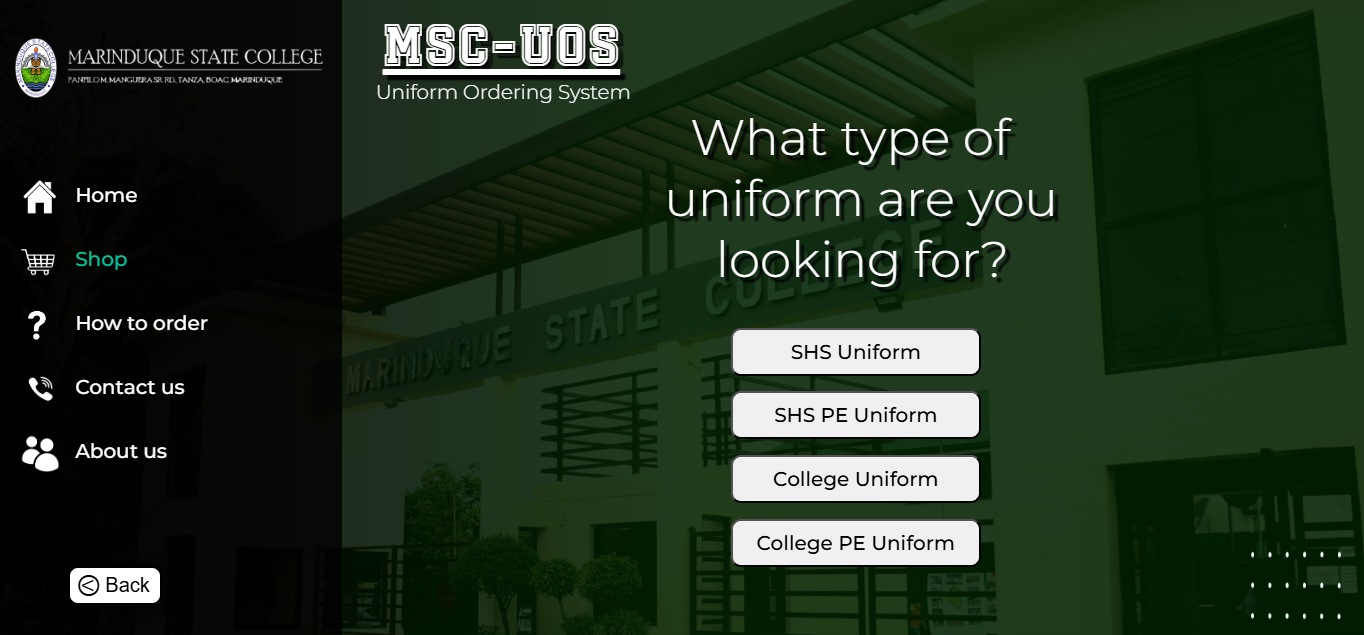 MARINDUQUE STATE COLLEGE
PANFILO M. MANGUERA SR. RD., TANZA, BOAC, MARINDUQUE
Home
Shop
How to order
Contact us
About us
Back
MSC-UOS
Uniform Ordering System
What type of
uniform are you
looking for?
MARINDUQUE STATE COLLEGE
SHS Uniform
SHS PE Uniform
College Uniform
College PE Uniform